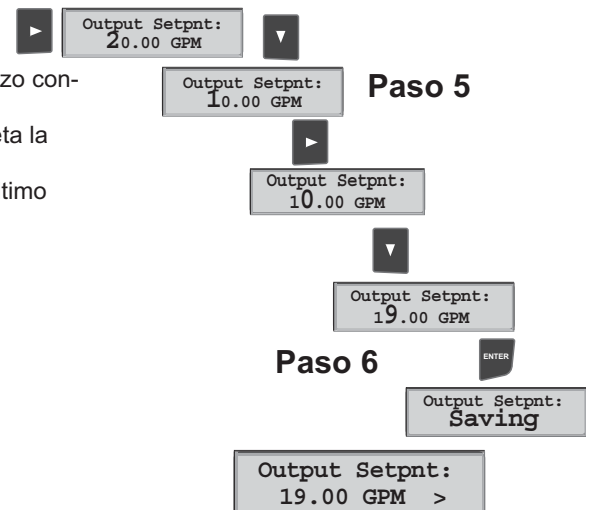 Output Setpnt:
20.00 GPM
zo con-
Output Setpnt:
10.00 GPM
Paso 5
ta la
timo
Output Setpnt:
10.00 GPM
Output Setpnt:
19.00 GPM
Paso 6
ENTER
Output Setpnt:
Saving
Output Setpnt:
19.00 GPM >